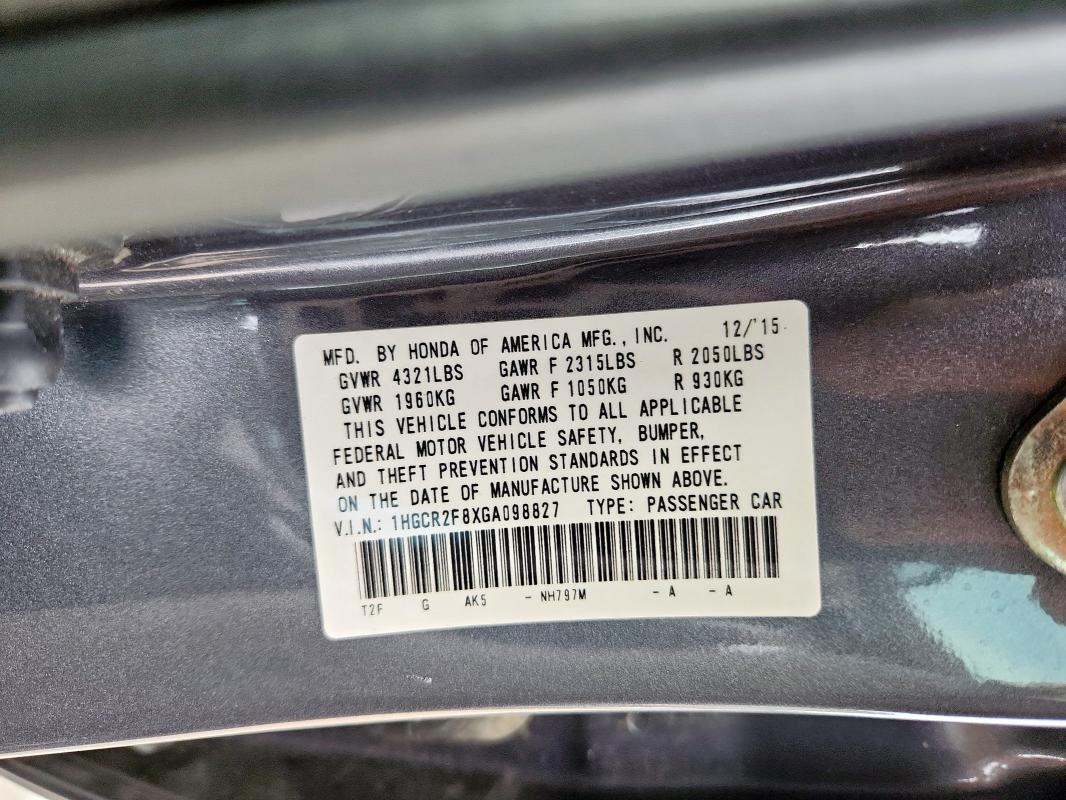 MFD. BY HONDA OF AMERICA MFG., INC. 12/'15
GVWR 4321LBS GAWR F 2315LBS R 2050LBS
GVWR 1960KG GAWR F 1050KG R 930KG
THIS VEHICLE CONFORMS TO ALL APPLICABLE
FEDERAL MOTOR VEHICLE SAFETY, BUMPER,
AND THEFT PREVENTION STANDARDS IN EFFECT
ON THE DATE OF MANUFACTURE SHOWN ABOVE.
V.I.N.: 1HGCR2F8XGA098827 TYPE: PASSENGER CAR
T2F G AK5 - NH797M - A - A